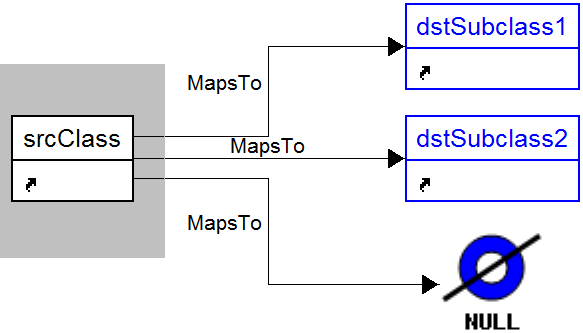 dstSubclass1
MapsTo
srcClass
MapsTo
dstSubclass2
MapsTo
NULL